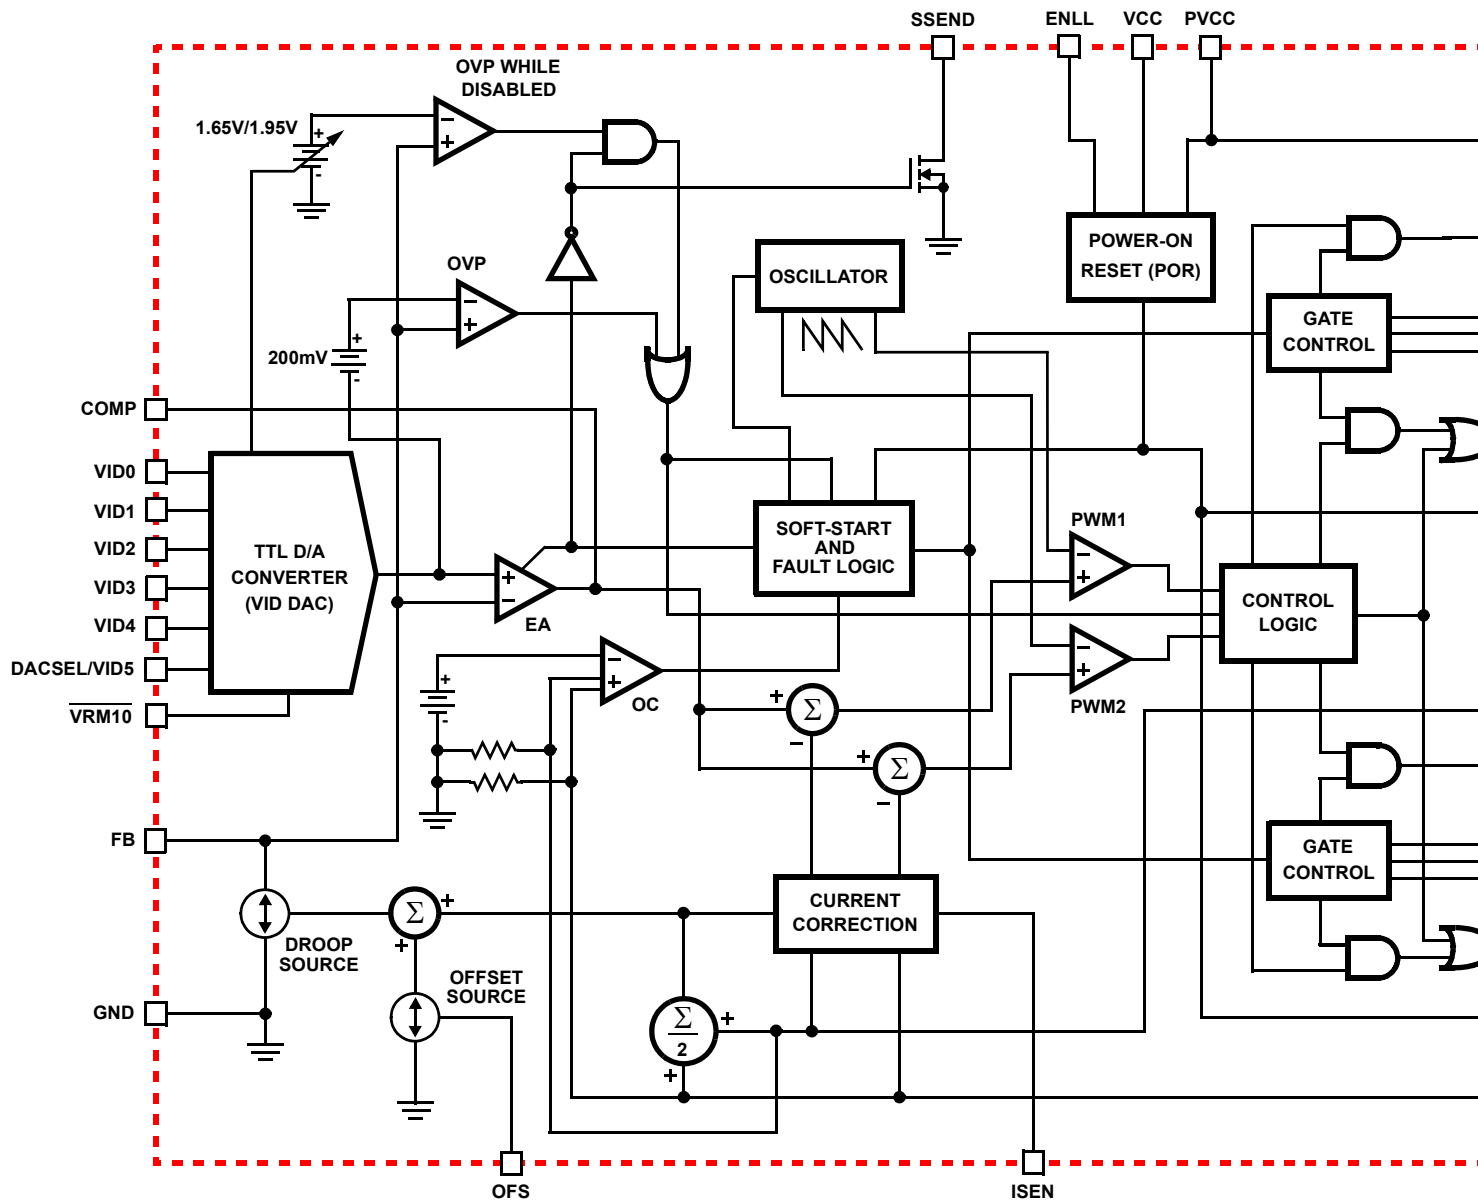 SSEND
ENLL
VCC
PVCC
OVP WHILE
DISABLED
1.65V/1.95V
+
-
−
+
OVP
−
+
200mV
+
-
OSCILLATOR
POWER-ON
RESET (POR)
GATE
CONTROL
COMP
VID0
VID1
VID2
VID3
VID4
DACSEL/VID5
VRM10
TTL D/A
CONVERTER
(VID DAC)
+
−
EA
SOFT-START
AND
FAULT LOGIC
PWM1
−
+
CONTROL
LOGIC
−
+
PWM2
+
-
−
+
OC
+
Σ
−
+
Σ
−
FB
GATE
CONTROL
CURRENT
CORRECTION
Σ
+
+
DROOP
SOURCE
OFFSET
SOURCE
GND
Σ
2
+
+
OFS
ISEN